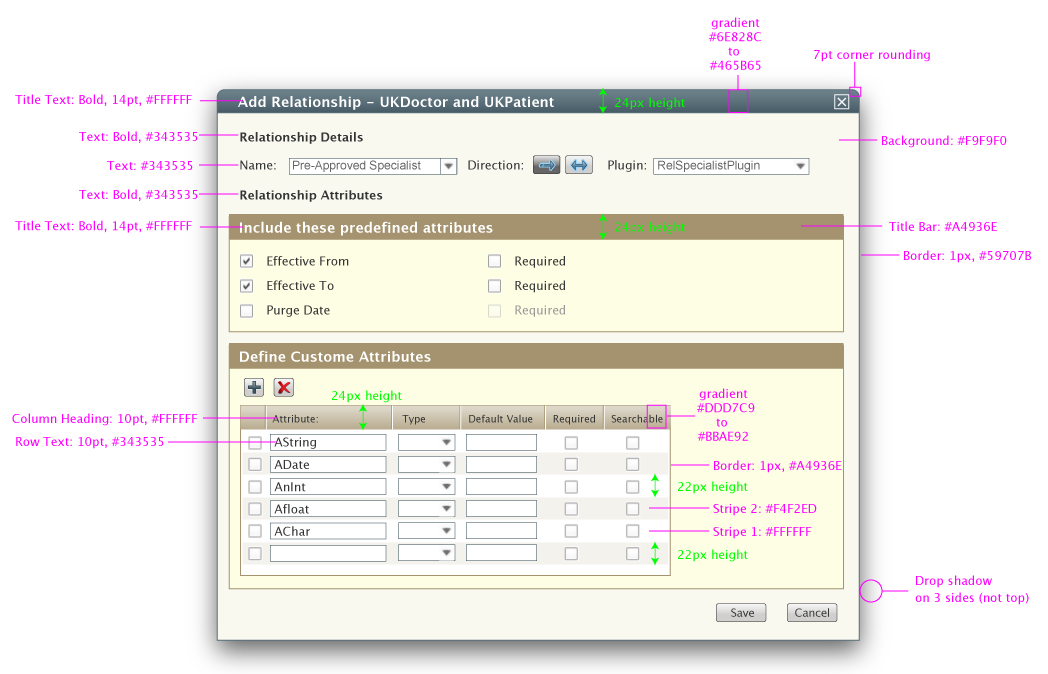 gradient
#6E828C
to
#465B65
7pt corner rounding
Title Text: Bold, 14pt, #FFFFFF
Add Relationship – UKDoctor and UKPatient
24px height
Text: Bold, #343535
Relationship Details
Background: #F9F9F0
Text: #343535
Name:
Pre-Approved Specialist
Direction:
Plugin:
RelSpecialistPlugin
Text: Bold, #343535
Relationship Attributes
Title Text: Bold, 14pt, #FFFFFF
Include these predefined attributes
24px height
Title Bar: #A4936E
Border: 1px, #59707B
Effective From
Required
Effective To
Required
Purge Date
Required
Define Custome Attributes
24px height
gradient
#DDD7C9
to
#BBAE92
Column Heading: 10pt, #FFFFFF
Attribute:
Type
Default Value
Required
Searchable
Row Text: 10pt, #343535
AString
ADate
Border: 1px, #A4936E
AnInt
22px height
Afloat
Stripe 2: #F4F2ED
AChar
Stripe 1: #FFFFFF
22px height
Drop shadow
on 3 sides (not top)
Save
Cancel